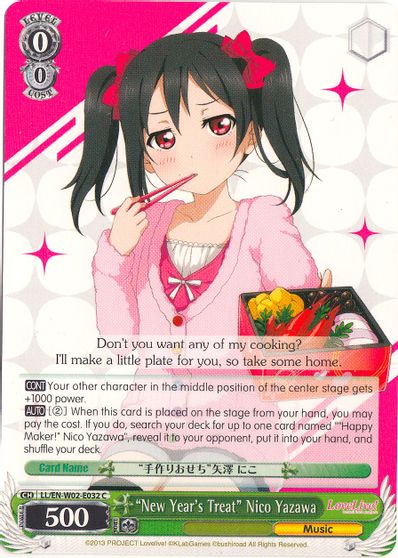 LEVEL
0
0
COST
Don't you want any of my cooking?
I'll make a little plate for you, so take some home.
CONT Your other character in the middle position of the center stage gets
+1000 power.
AUTO [②] When this card is placed on the stage from your hand, you may
pay the cost. If you do, search your deck for up to one card named ""Happy
Maker!" Nico Yazawa", reveal it to your opponent, put it into your hand, and
shuffle your deck.
Card Name
"手作りおせち"矢澤 にこ
CH LL/EN-W02-E032 C
500
"New Year's Treat" Nico Yazawa
LoveLive!
Music
©2013 PROJECT Lovelive! ©KLabGames ©bushiroad All Rights Reserved.